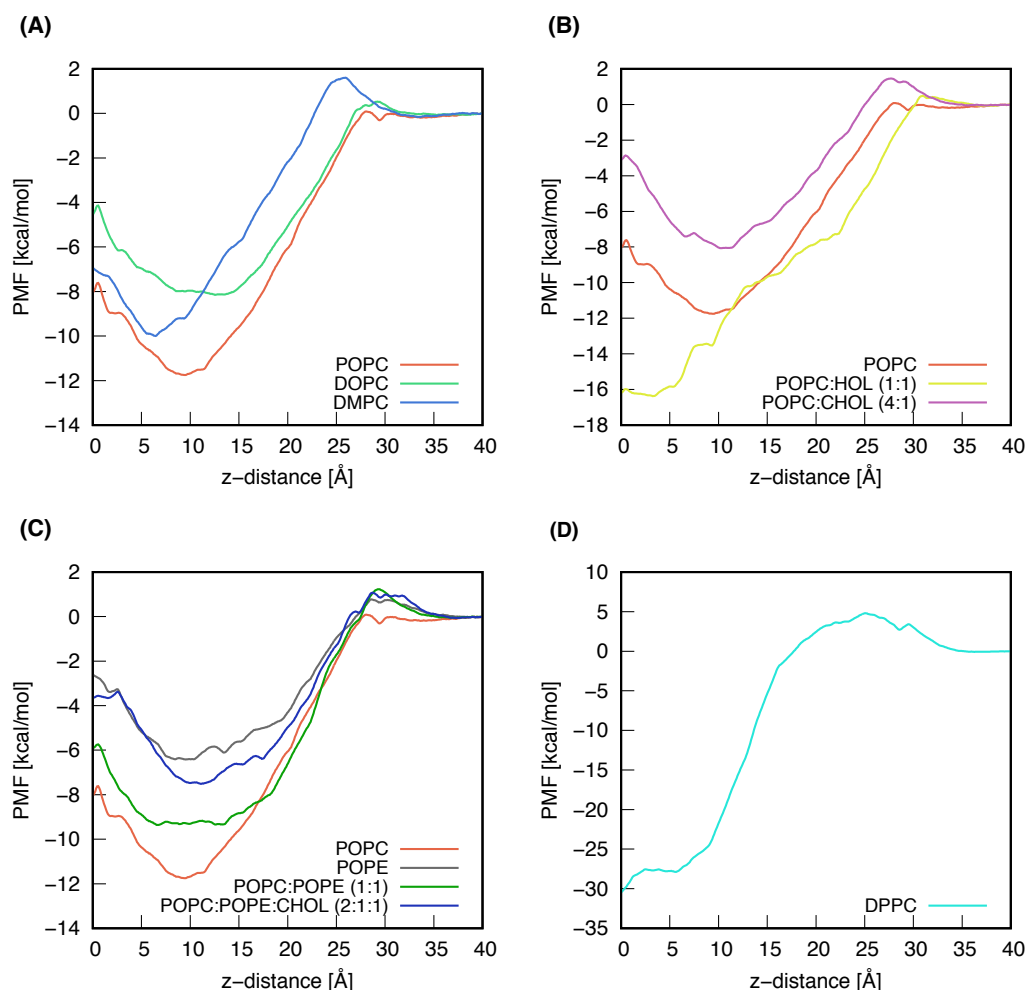 (A)
2
0
−2
−4
−6
−8
−10
−12
−14
PMF [kcal/mol]
POPC
DOPC
DMPC
0 5 10 15 20 25 30 35 40
z−distance [Å]
(B)
2
0
−2
−4
−6
−8
−10
−12
−14
−16
−18
PMF [kcal/mol]
POPC
POPC:HOL (1:1)
POPC:CHOL (4:1)
0 5 10 15 20 25 30 35 40
z−distance [Å]
(C)
2
0
−2
−4
−6
−8
−10
−12
−14
PMF [kcal/mol]
POPC
POPE
POPC:POPE (1:1)
POPC:POPE:CHOL (2:1:1)
0 5 10 15 20 25 30 35 40
z−distance [Å]
(D)
10
5
0
−5
−10
−15
−20
−25
−30
−35
PMF [kcal/mol]
DPPC
0 5 10 15 20 25 30 35 40
z−distance [Å]